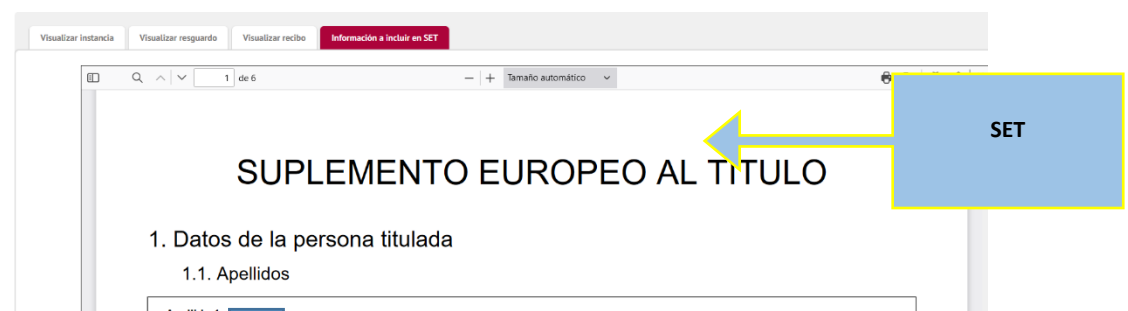 Visualizar instancia Visualizar resguardo Visualizar recibo Información a incluir en SET
1 de 6 Tamaño automático
SET
SUPLEMENTO EUROPEO AL TITULO
1. Datos de la persona titulada
1.1. Apellidos